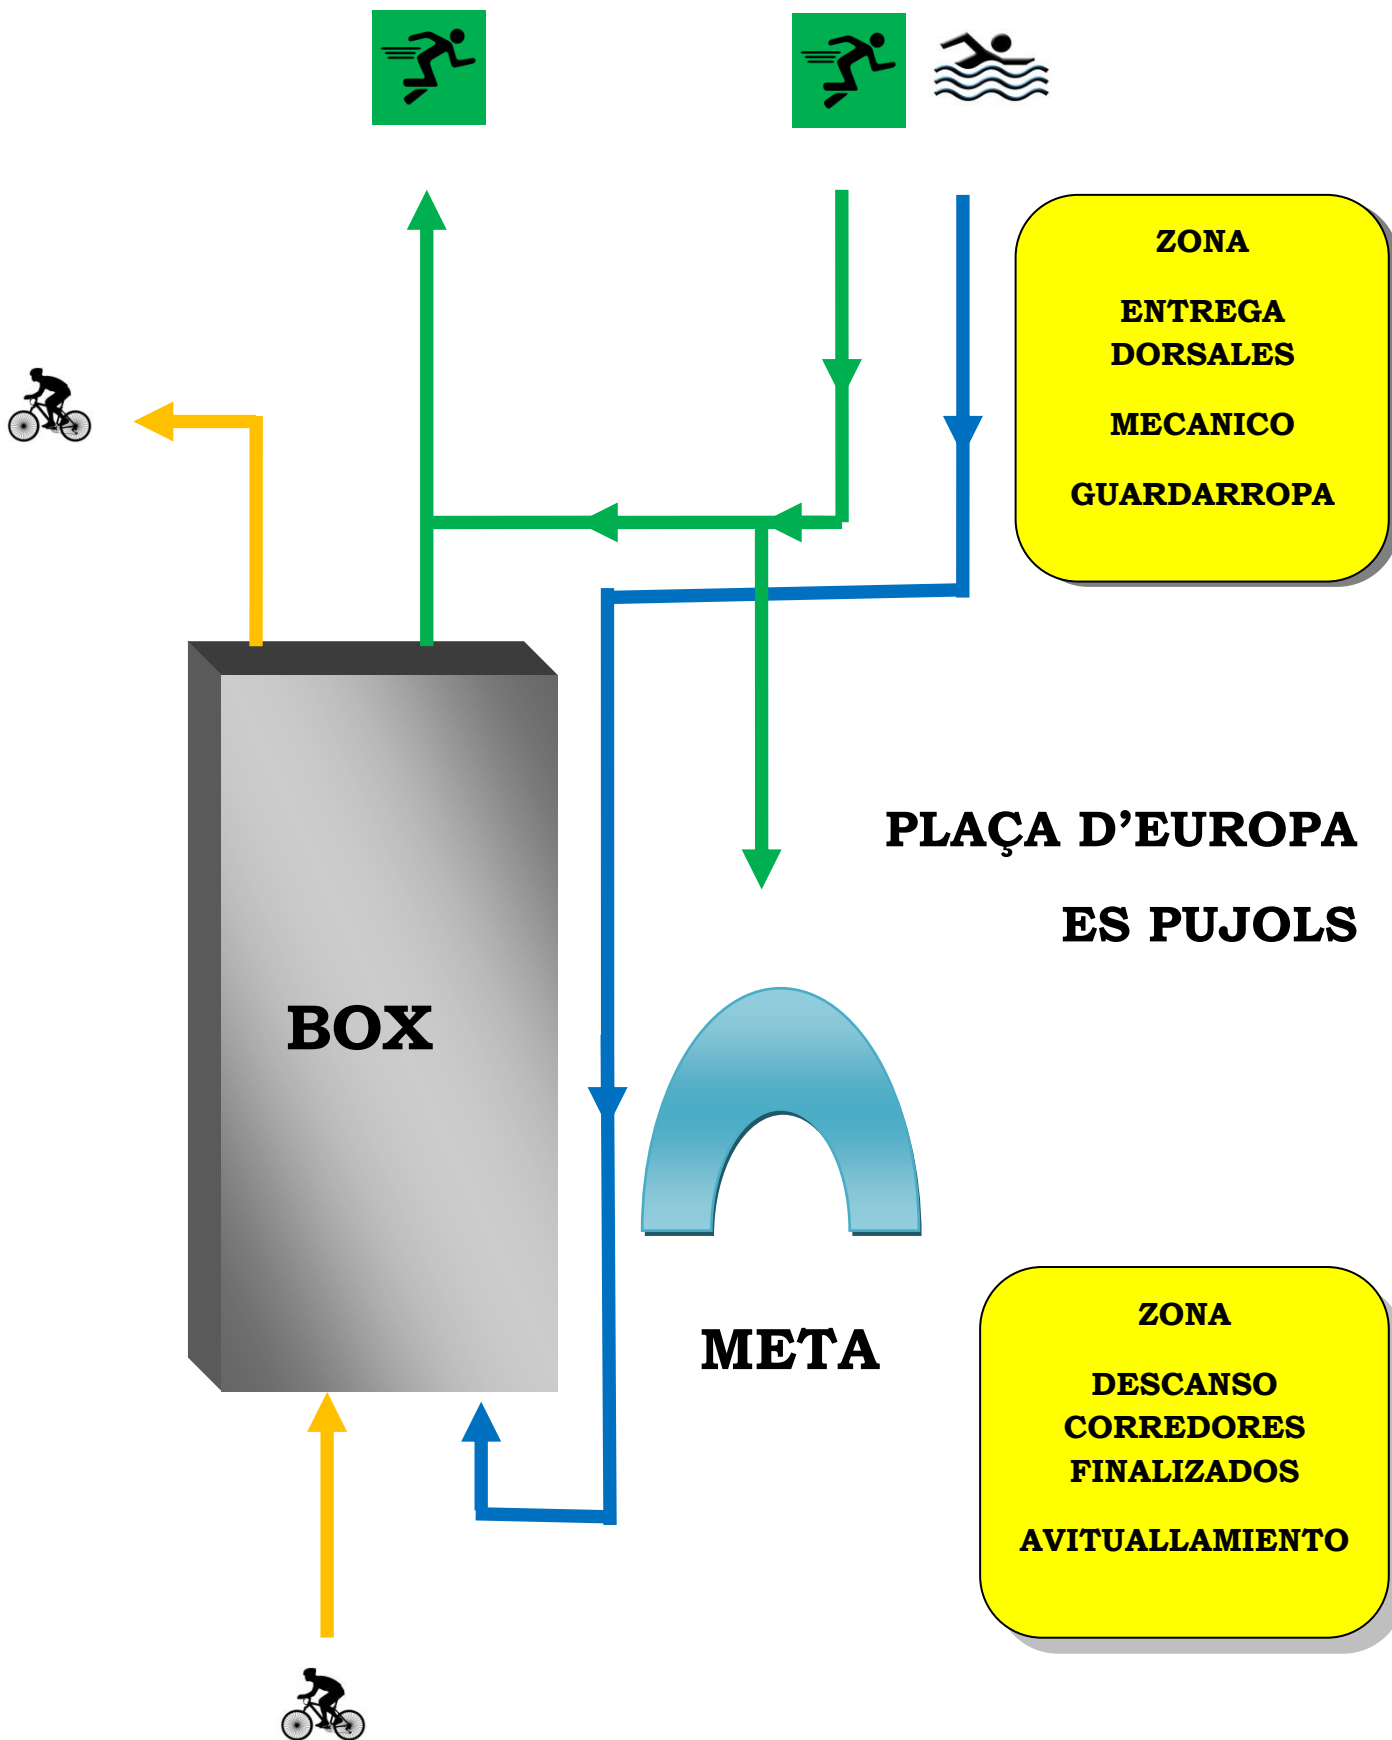 ZONA
ENTREGA
DORSALES
MECANICO
GUARDARROPA
PLAÇA D’EUROPA
ES PUJOLS
BOX
META
ZONA
DESCANSO
CORREDORES
FINALIZADOS
AVITUALLAMIENTO